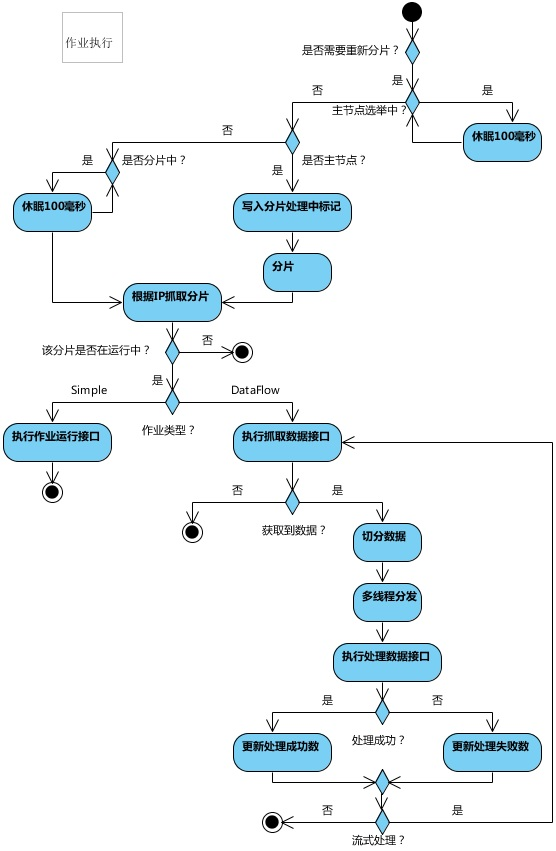 作业执行
是否需要重新分片？
是
否
主节点选举中？
是
休眠100毫秒
否
是
是否分片中？
是
是否主节点？
休眠100毫秒
写入分片处理中标记
分片
根据IP抓取分片
该分片是否在运行中？
否
是
Simple
DataFlow
作业类型？
执行作业运行接口
执行抓取数据接口
否
是
获取到数据？
切分数据
多线程分发
执行处理数据接口
是
否
处理成功？
更新处理成功数
更新处理失败数
否
是
流式处理？